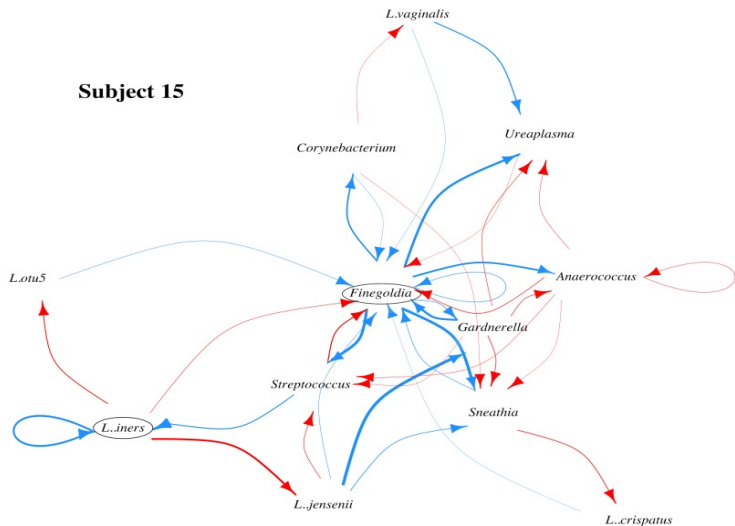 L.vaginalis
Subject 15
Ureaplasma
Corynebacterium
L.otu5
Anaerococcus
Finegoldia
Gardnerella
Streptococcus
Sneathia
L..iners
L..jensenii
L..crispatus